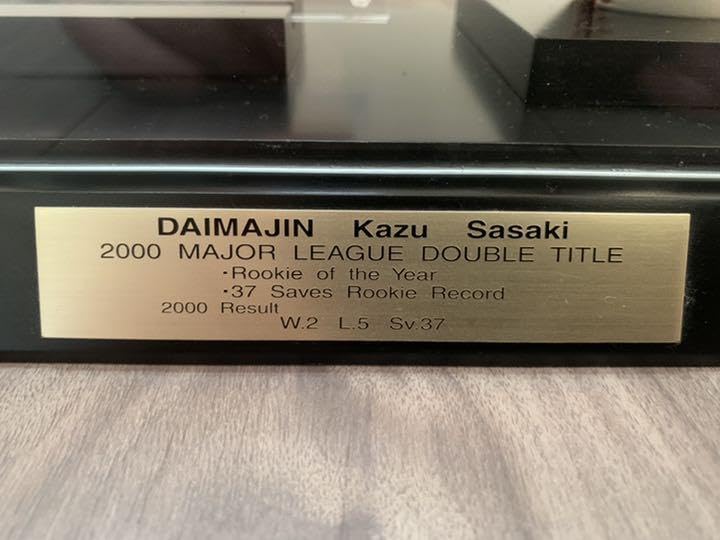 DAIMAJIN Kazu Sasaki
2000 MAJOR LEAGUE DOUBLE TITLE
·Rookie of the Year
·37 Saves Rookie Record
2000 Result
W.2 L.5 Sv.37